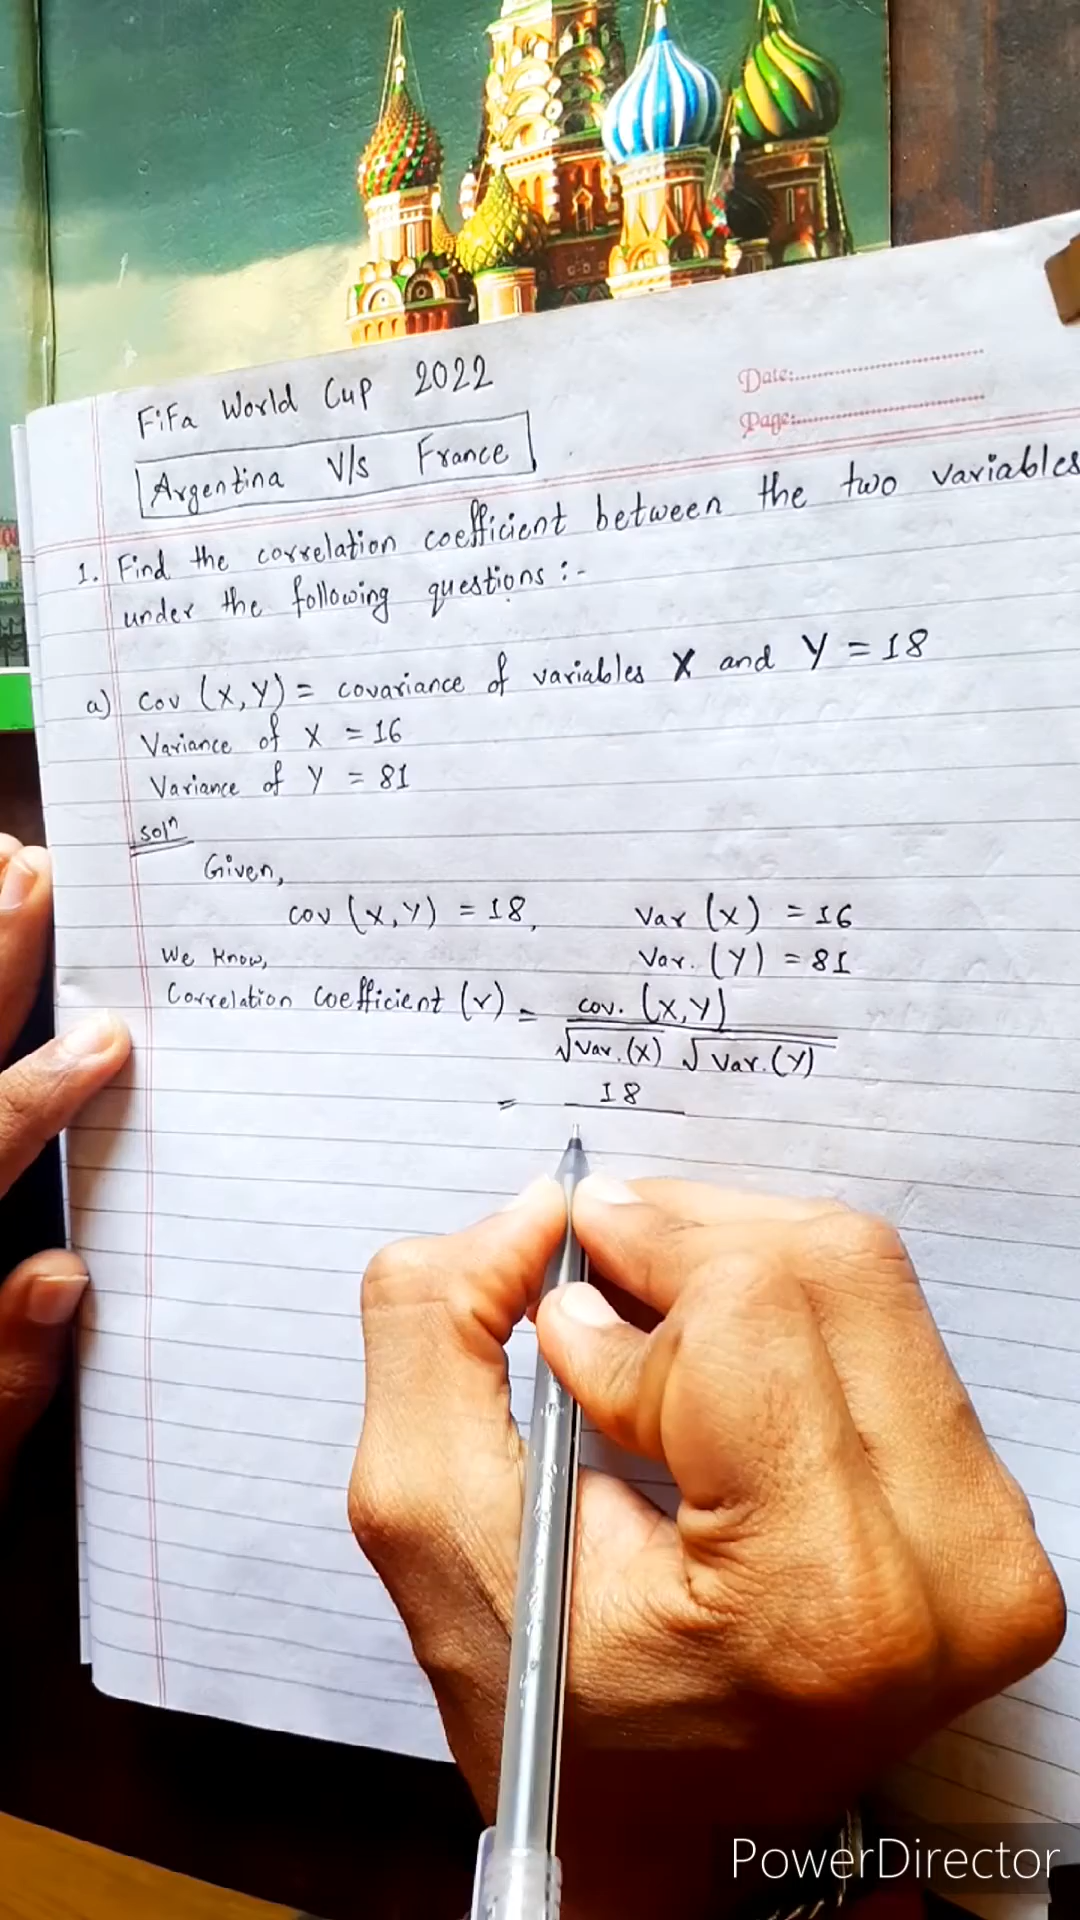 FiFa World Cup 2022
Date:
Page:
Argentina V/s France
1. Find the correlation coefficient between the two variables
under the following questions :-
a) Cov (X,Y) = covariance of variables X and Y = 18
Variance of X = 16
Variance of Y = 81
Solⁿ
Given,
cov (X,Y) = 18, Var (X) = 16
We Know, Var. (Y) = 81
Correlation Coefficient (r) = cov. (X,Y)
√Var.(X) √Var.(Y)
= 18
PowerDirector